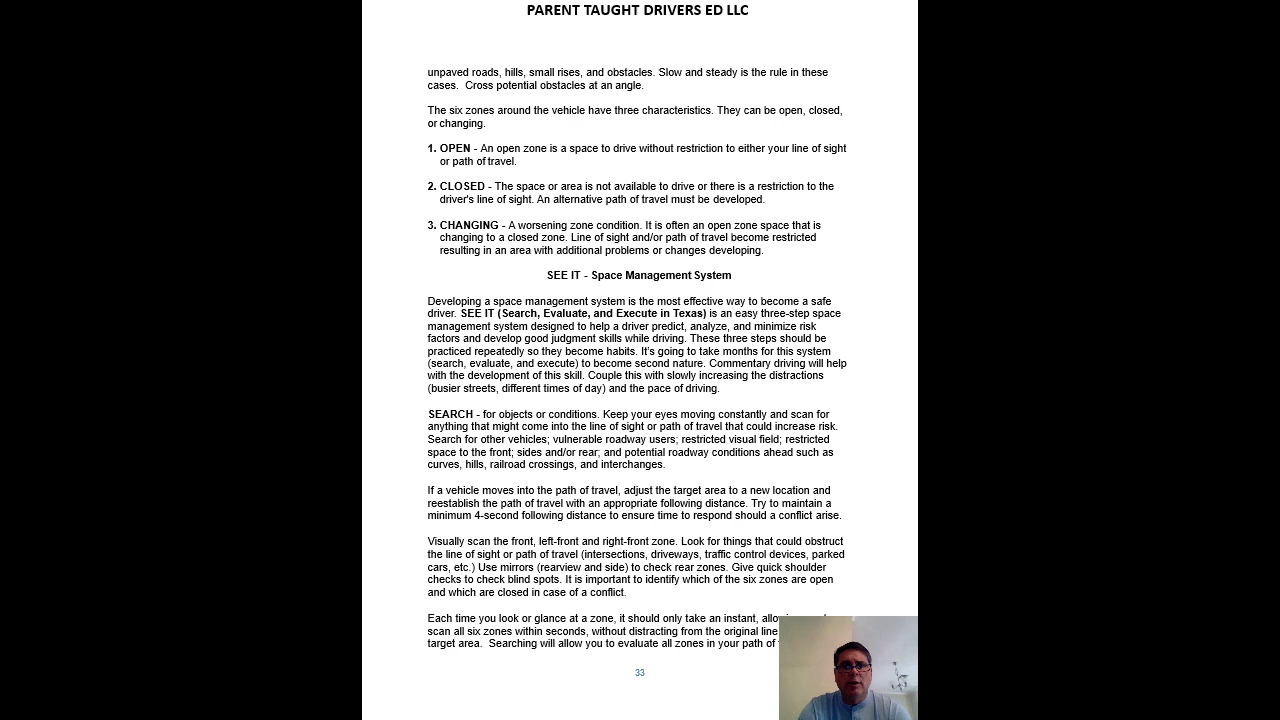 PARENT TAUGHT DRIVERS ED LLC
unpaved roads, hills, small rises, and obstacles. Slow and steady is the rule in these
cases.  Cross potential obstacles at an angle.
The six zones around the vehicle have three characteristics. They can be open, closed,
or changing.
1. OPEN - An open zone is a space to drive without restriction to either your line of sight
or path of travel.
2. CLOSED - The space or area is not available to drive or there is a restriction to the
driver's line of sight. An alternative path of travel must be developed.
3. CHANGING - A worsening zone condition. It is often an open zone space that is
changing to a closed zone. Line of sight and/or path of travel become restricted
resulting in an area with additional problems or changes developing.
SEE IT - Space Management System
Developing a space management system is the most effective way to become a safe
driver. SEE IT (Search, Evaluate, and Execute in Texas) is an easy three-step space
management system designed to help a driver predict, analyze, and minimize risk
factors and develop good judgment skills while driving. These three steps should be
practiced repeatedly so they become habits. It's going to take months for this system
(search, evaluate, and execute) to become second nature. Commentary driving will help
with the development of this skill. Couple this with slowly increasing the distractions
(busier streets, different times of day) and the pace of driving.
SEARCH - for objects or conditions. Keep your eyes moving constantly and scan for
anything that might come into the line of sight or path of travel that could increase risk.
Search for other vehicles; vulnerable roadway users; restricted visual field; restricted
space to the front; sides and/or rear; and potential roadway conditions ahead such as
curves, hills, railroad crossings, and interchanges.
If a vehicle moves into the path of travel, adjust the target area to a new location and
reestablish the path of travel with an appropriate following distance. Try to maintain a
minimum 4-second following distance to ensure time to respond should a conflict arise.
Visually scan the front, left-front and right-front zone. Look for things that could obstruct
the line of sight or path of travel (intersections, driveways, traffic control devices, parked
cars, etc.) Use mirrors (rearview and side) to check rear zones. Give quick shoulder
checks to check blind spots. It is important to identify which of the six zones are open
and which are closed in case of a conflict.
Each time you look or glance at a zone, it should only take an instant,
scan all six zones within seconds, without distracting from the original line
target area.  Searching will allow you to evaluate all zones in your path of
33